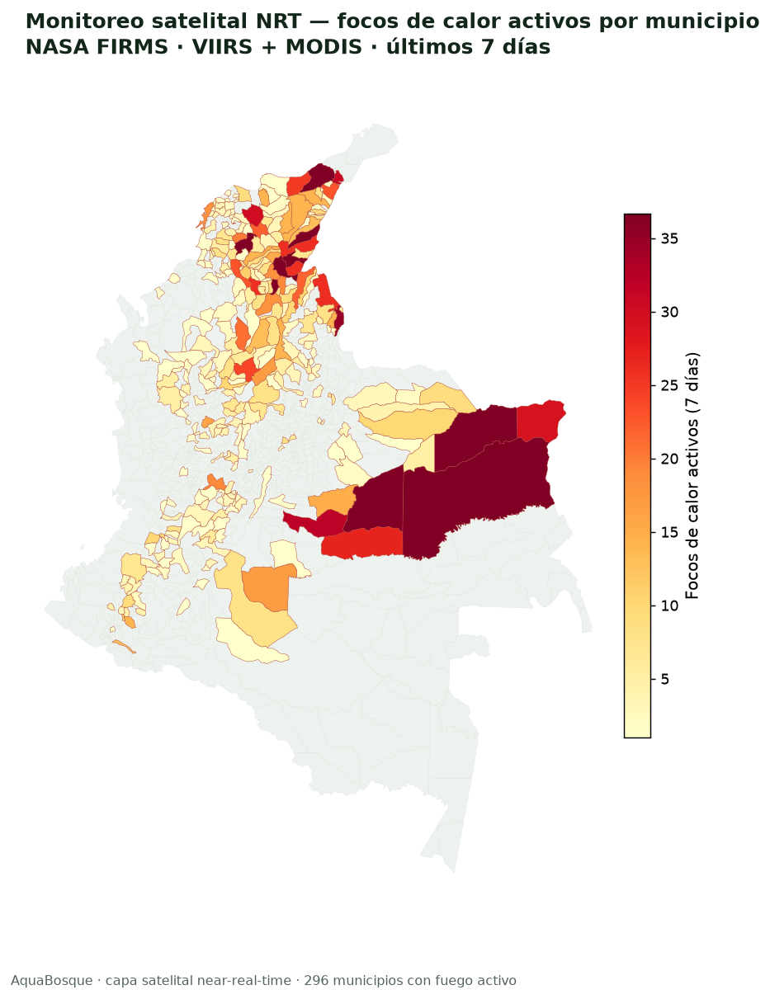 Monitoreo satelital NRT — focos de calor activos por municipio
NASA FIRMS · VIIRS + MODIS · últimos 7 días
35
30
25
20
15
10
5
Focos de calor activos (7 días)
AquaBosque · capa satelital near-real-time · 296 municipios con fuego activo